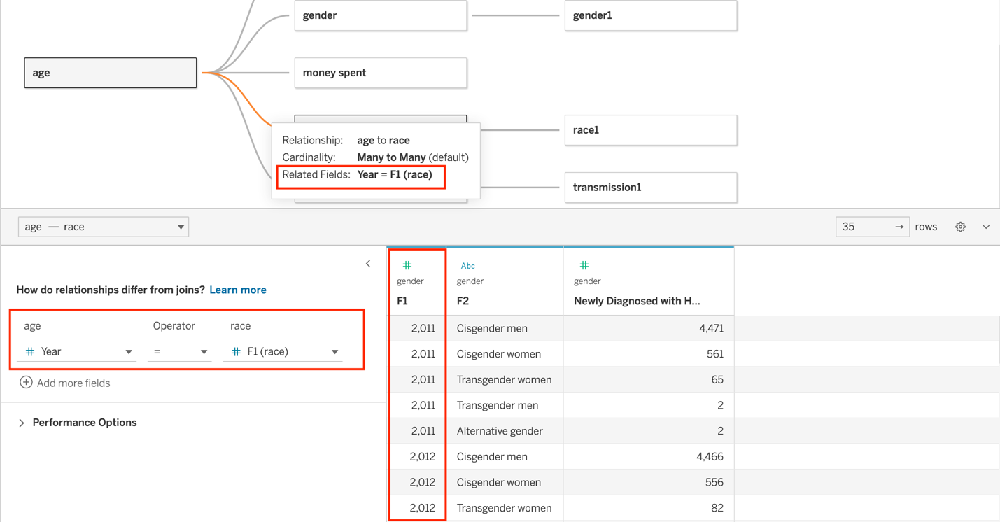 gender
gender1
age
money spent
Relationship: age to race
Cardinality: Many to Many (default)
Related Fields: Year = F1 (race)
race1
transmission1
age — race
35 → rows
How do relationships differ from joins? Learn more
age Operator race
# Year = # F1 (race)
Add more fields
Performance Options
# Abc #
gender gender gender
F1 F2 Newly Diagnosed with H...
2,011 Cisgender men 4,471
2,011 Cisgender women 561
2,011 Transgender women 65
2,011 Transgender men 2
2,011 Alternative gender 2
2,012 Cisgender men 4,466
2,012 Cisgender women 556
2,012 Transgender women 82